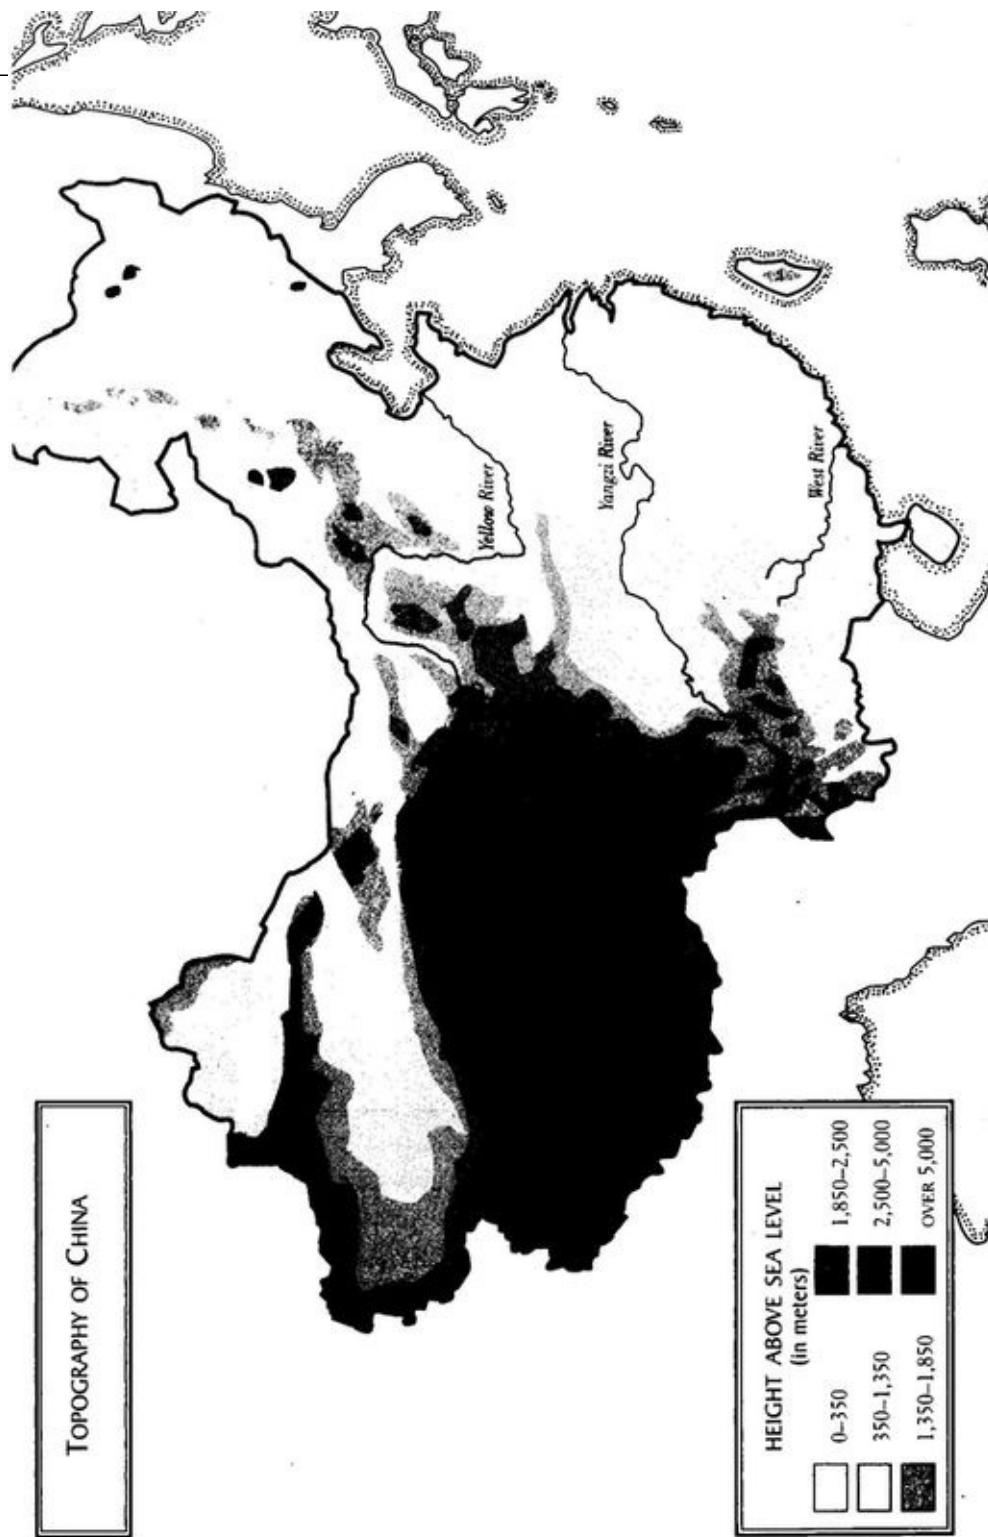 TOPOGRAPHY OF CHINA
Yellow River
Yangzi River
West River
HEIGHT ABOVE SEA LEVEL
(in meters)
0–350
350–1,350
1,350–1,850
1,850–2,500
2,500–5,000
OVER 5,000